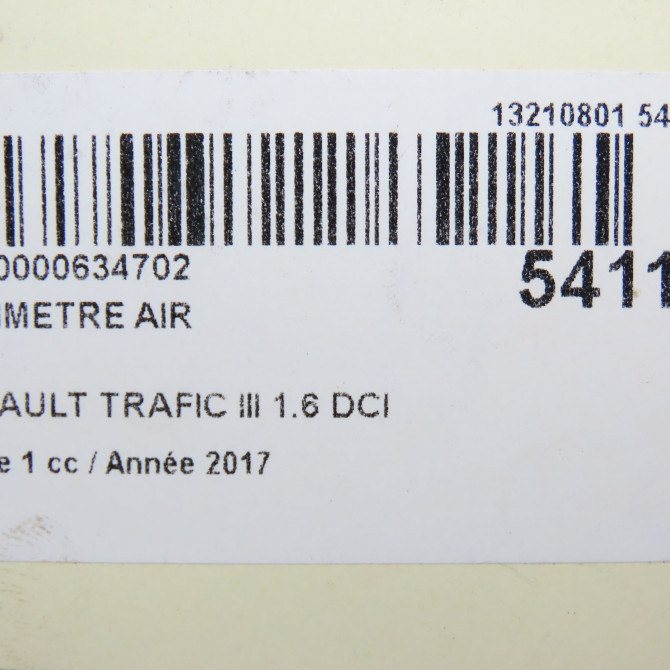 13210801 54
0000634702
5411
IMETRE AIR
AULT TRAFIC III 1.6 DCI
e 1 cc / Année 2017